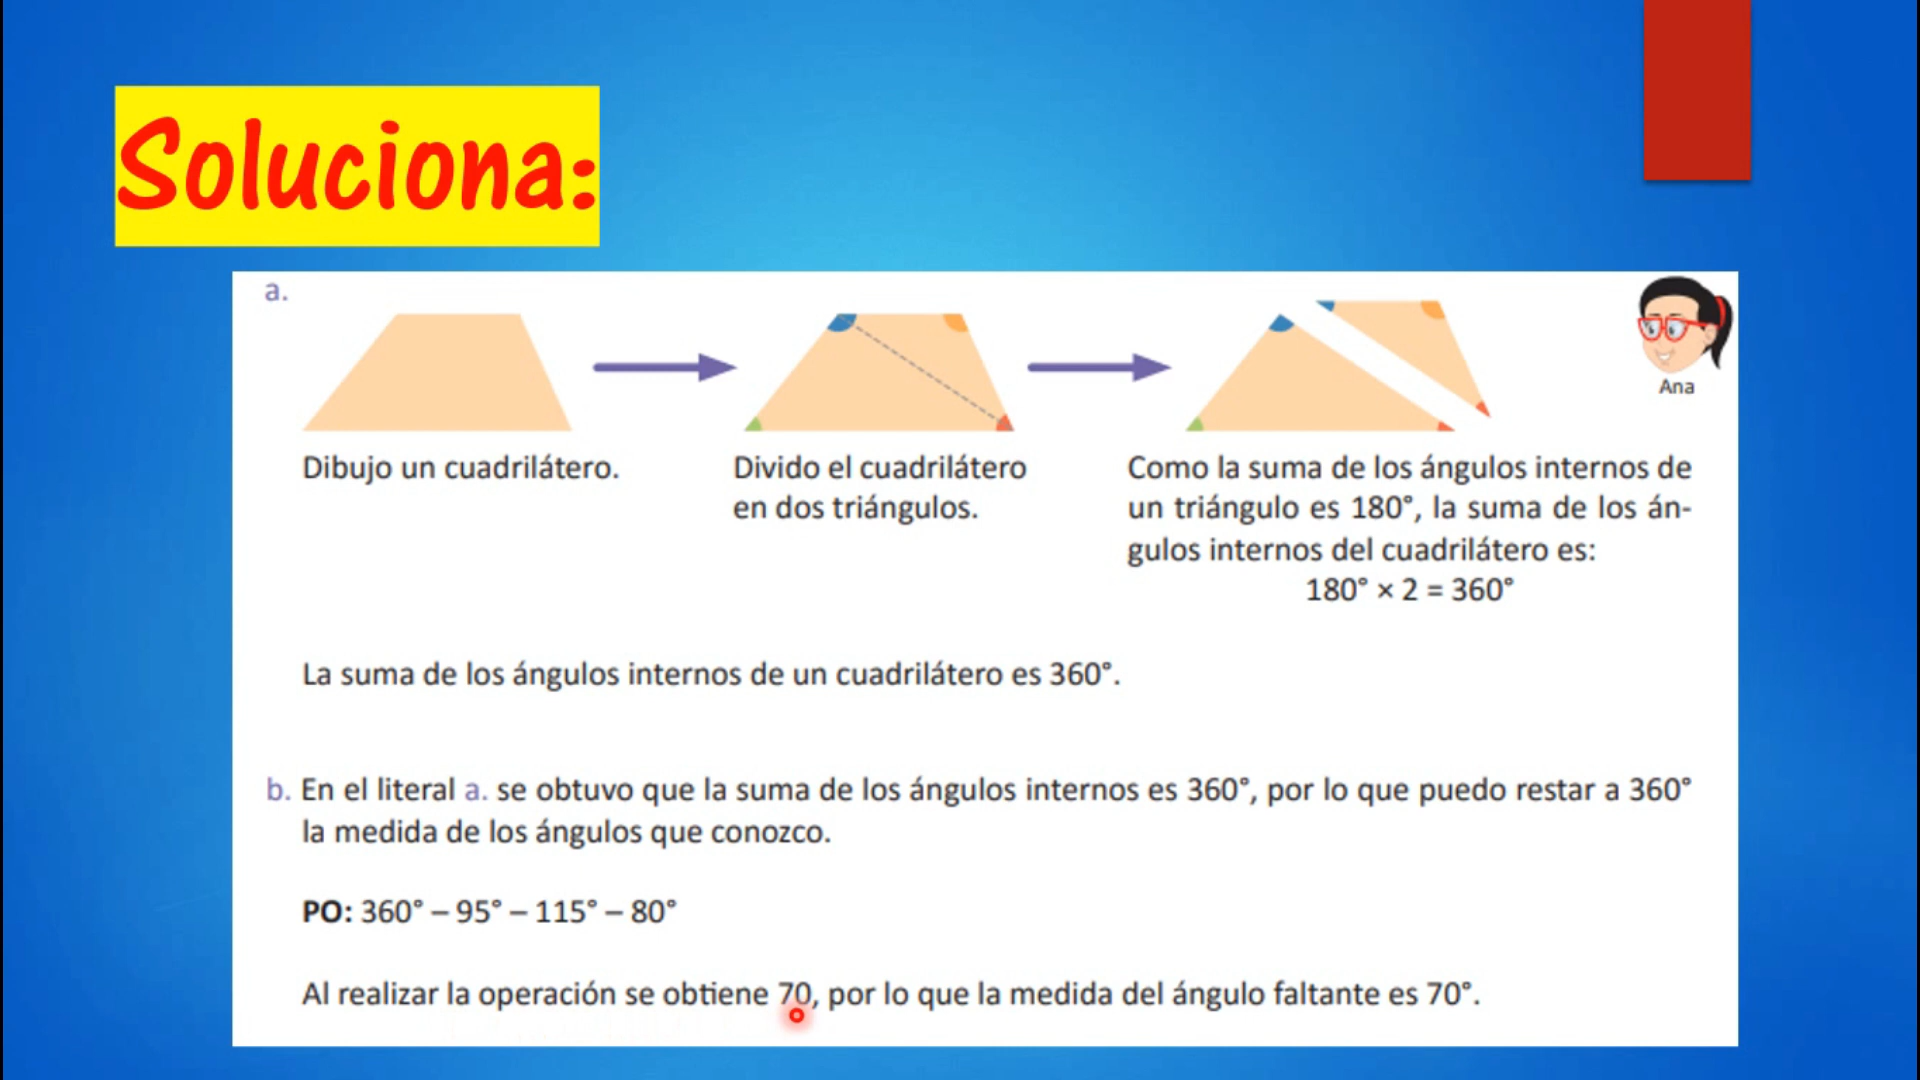 Soluciona:
a.
Ana
Dibujo un cuadrilátero.
Divido el cuadrilátero
en dos triángulos.
Como la suma de los ángulos internos de
un triángulo es 180°, la suma de los án-
gulos internos del cuadrilátero es:
180° × 2 = 360°
La suma de los ángulos internos de un cuadrilátero es 360°.
b. En el literal a. se obtuvo que la suma de los ángulos internos es 360°, por lo que puedo restar a 360°
la medida de los ángulos que conozco.
PO: 360° – 95° – 115° – 80°
Al realizar la operación se obtiene 70, por lo que la medida del ángulo faltante es 70°.